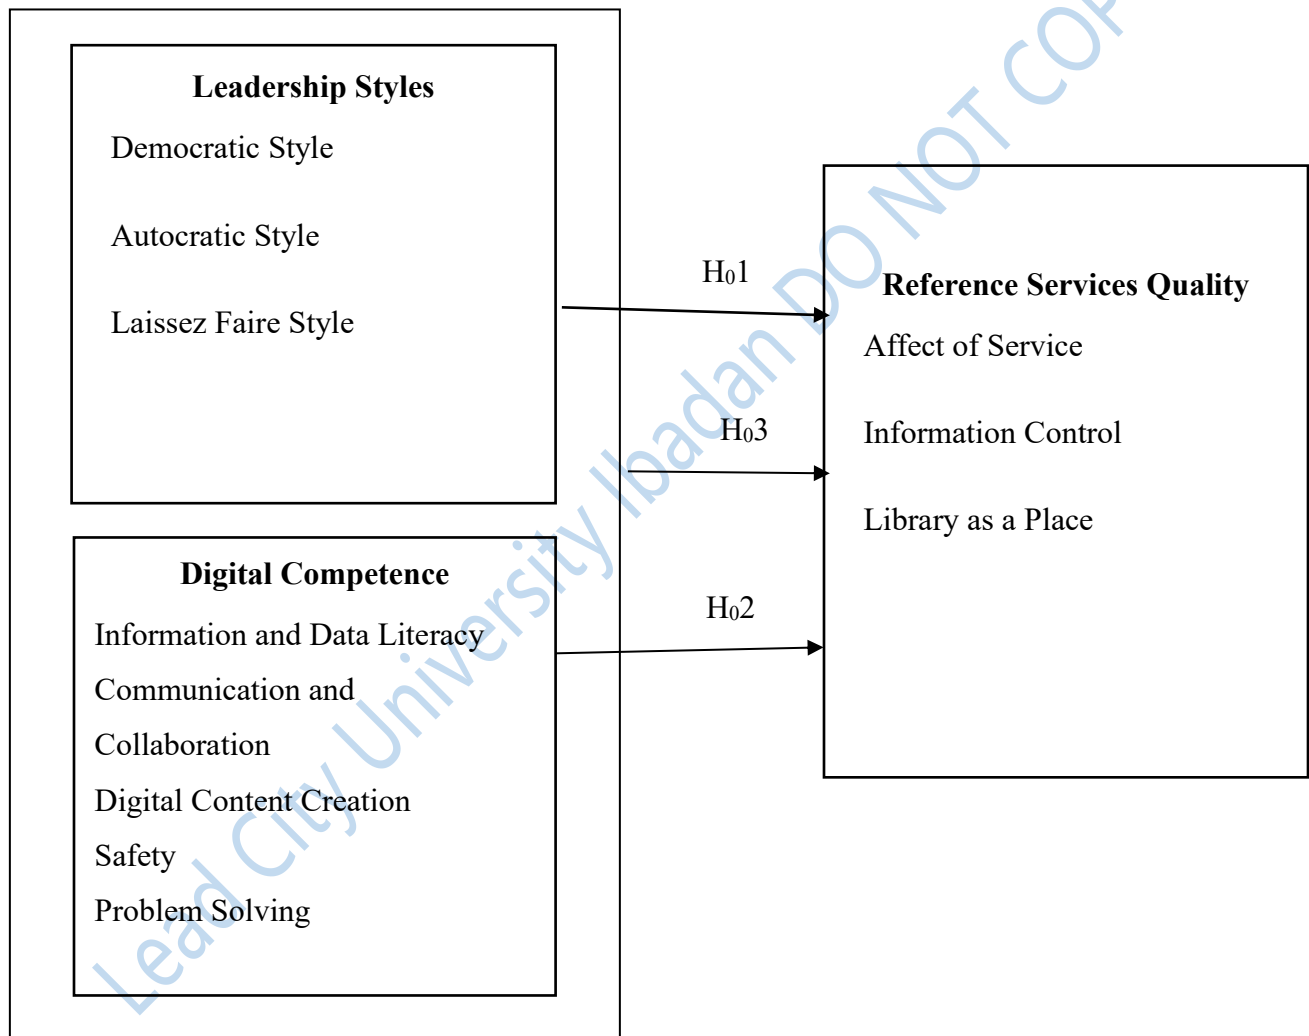 Leadership Styles
Democratic Style
Autocratic Style
Laissez Faire Style
Digital Competence
Information and Data Literacy
Communication and
Collaboration
Digital Content Creation
Safety
Problem Solving
H₀1
H₀3
H₀2
Reference Services Quality
Affect of Service
Information Control
Library as a Place
Lead City University Ibadan DO NOT